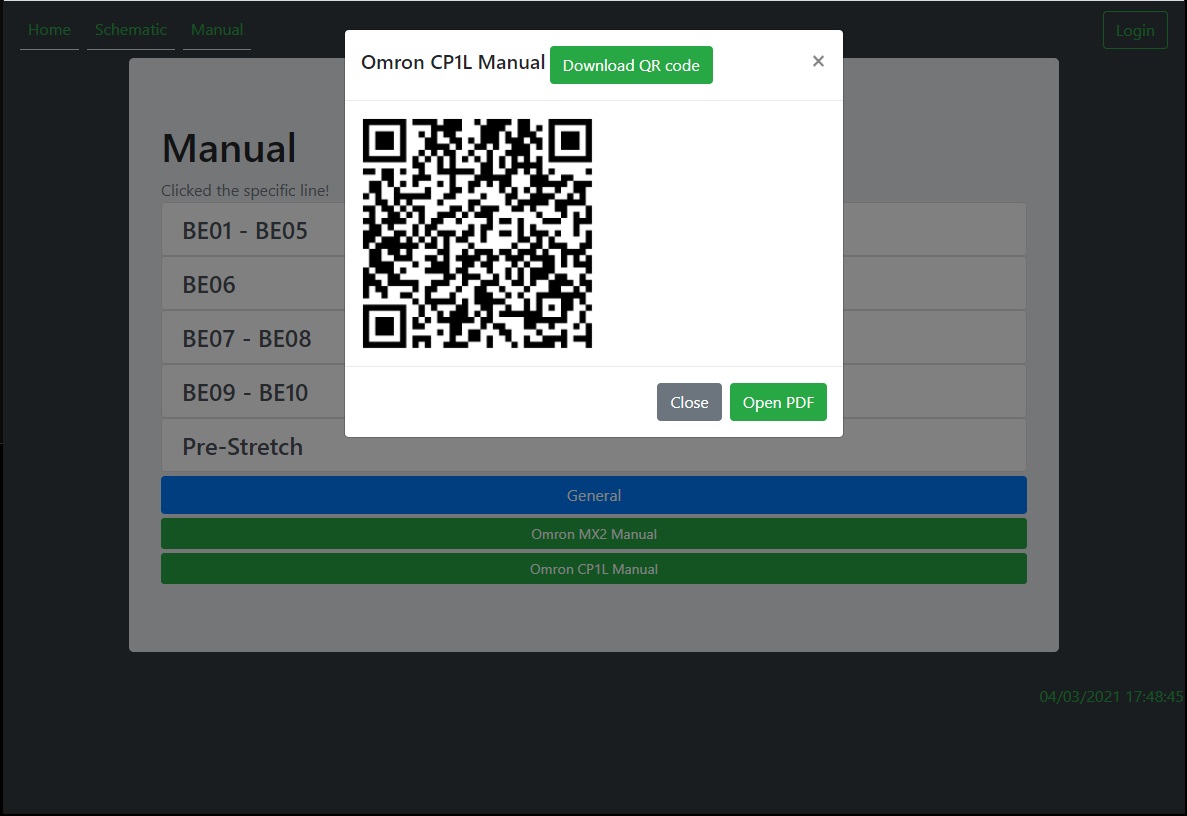 Home Schematic Manual Login
Omron CP1L Manual Download QR code ×
Manual
Clicked the specific line!
BE01 - BE05
BE06
BE07 - BE08
BE09 - BE10
Close Open PDF
Pre-Stretch
General
Omron MX2 Manual
Omron CP1L Manual
04/03/2021 17:48:45